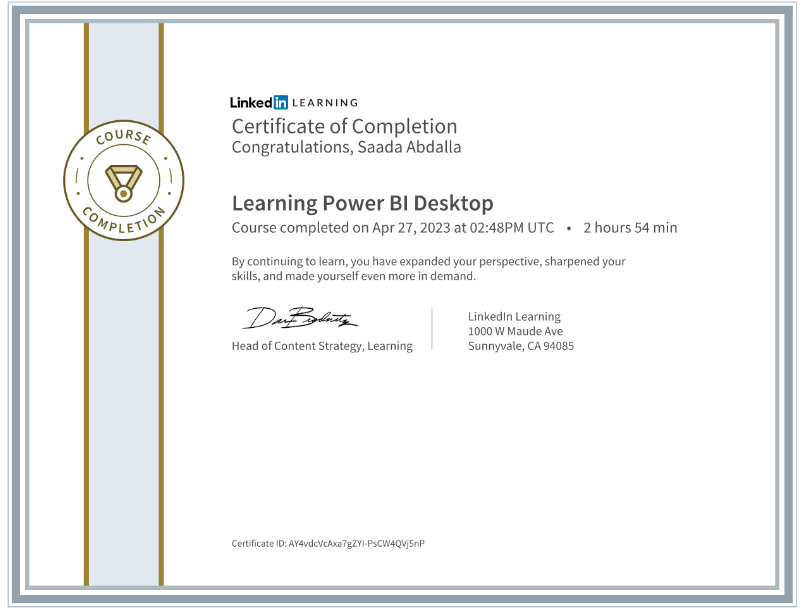 COURSE
COMPLETION
Linked in LEARNING
Certificate of Completion
Congratulations, Saada Abdalla
Learning Power BI Desktop
Course completed on Apr 27, 2023 at 02:48PM UTC • 2 hours 54 min
By continuing to learn, you have expanded your perspective, sharpened your
skills, and made yourself even more in demand.
Head of Content Strategy, Learning
LinkedIn Learning
1000 W Maude Ave
Sunnyvale, CA 94085
Certificate ID: AY4vdcVcAxa7gZYI-PsCW4QVj5nP